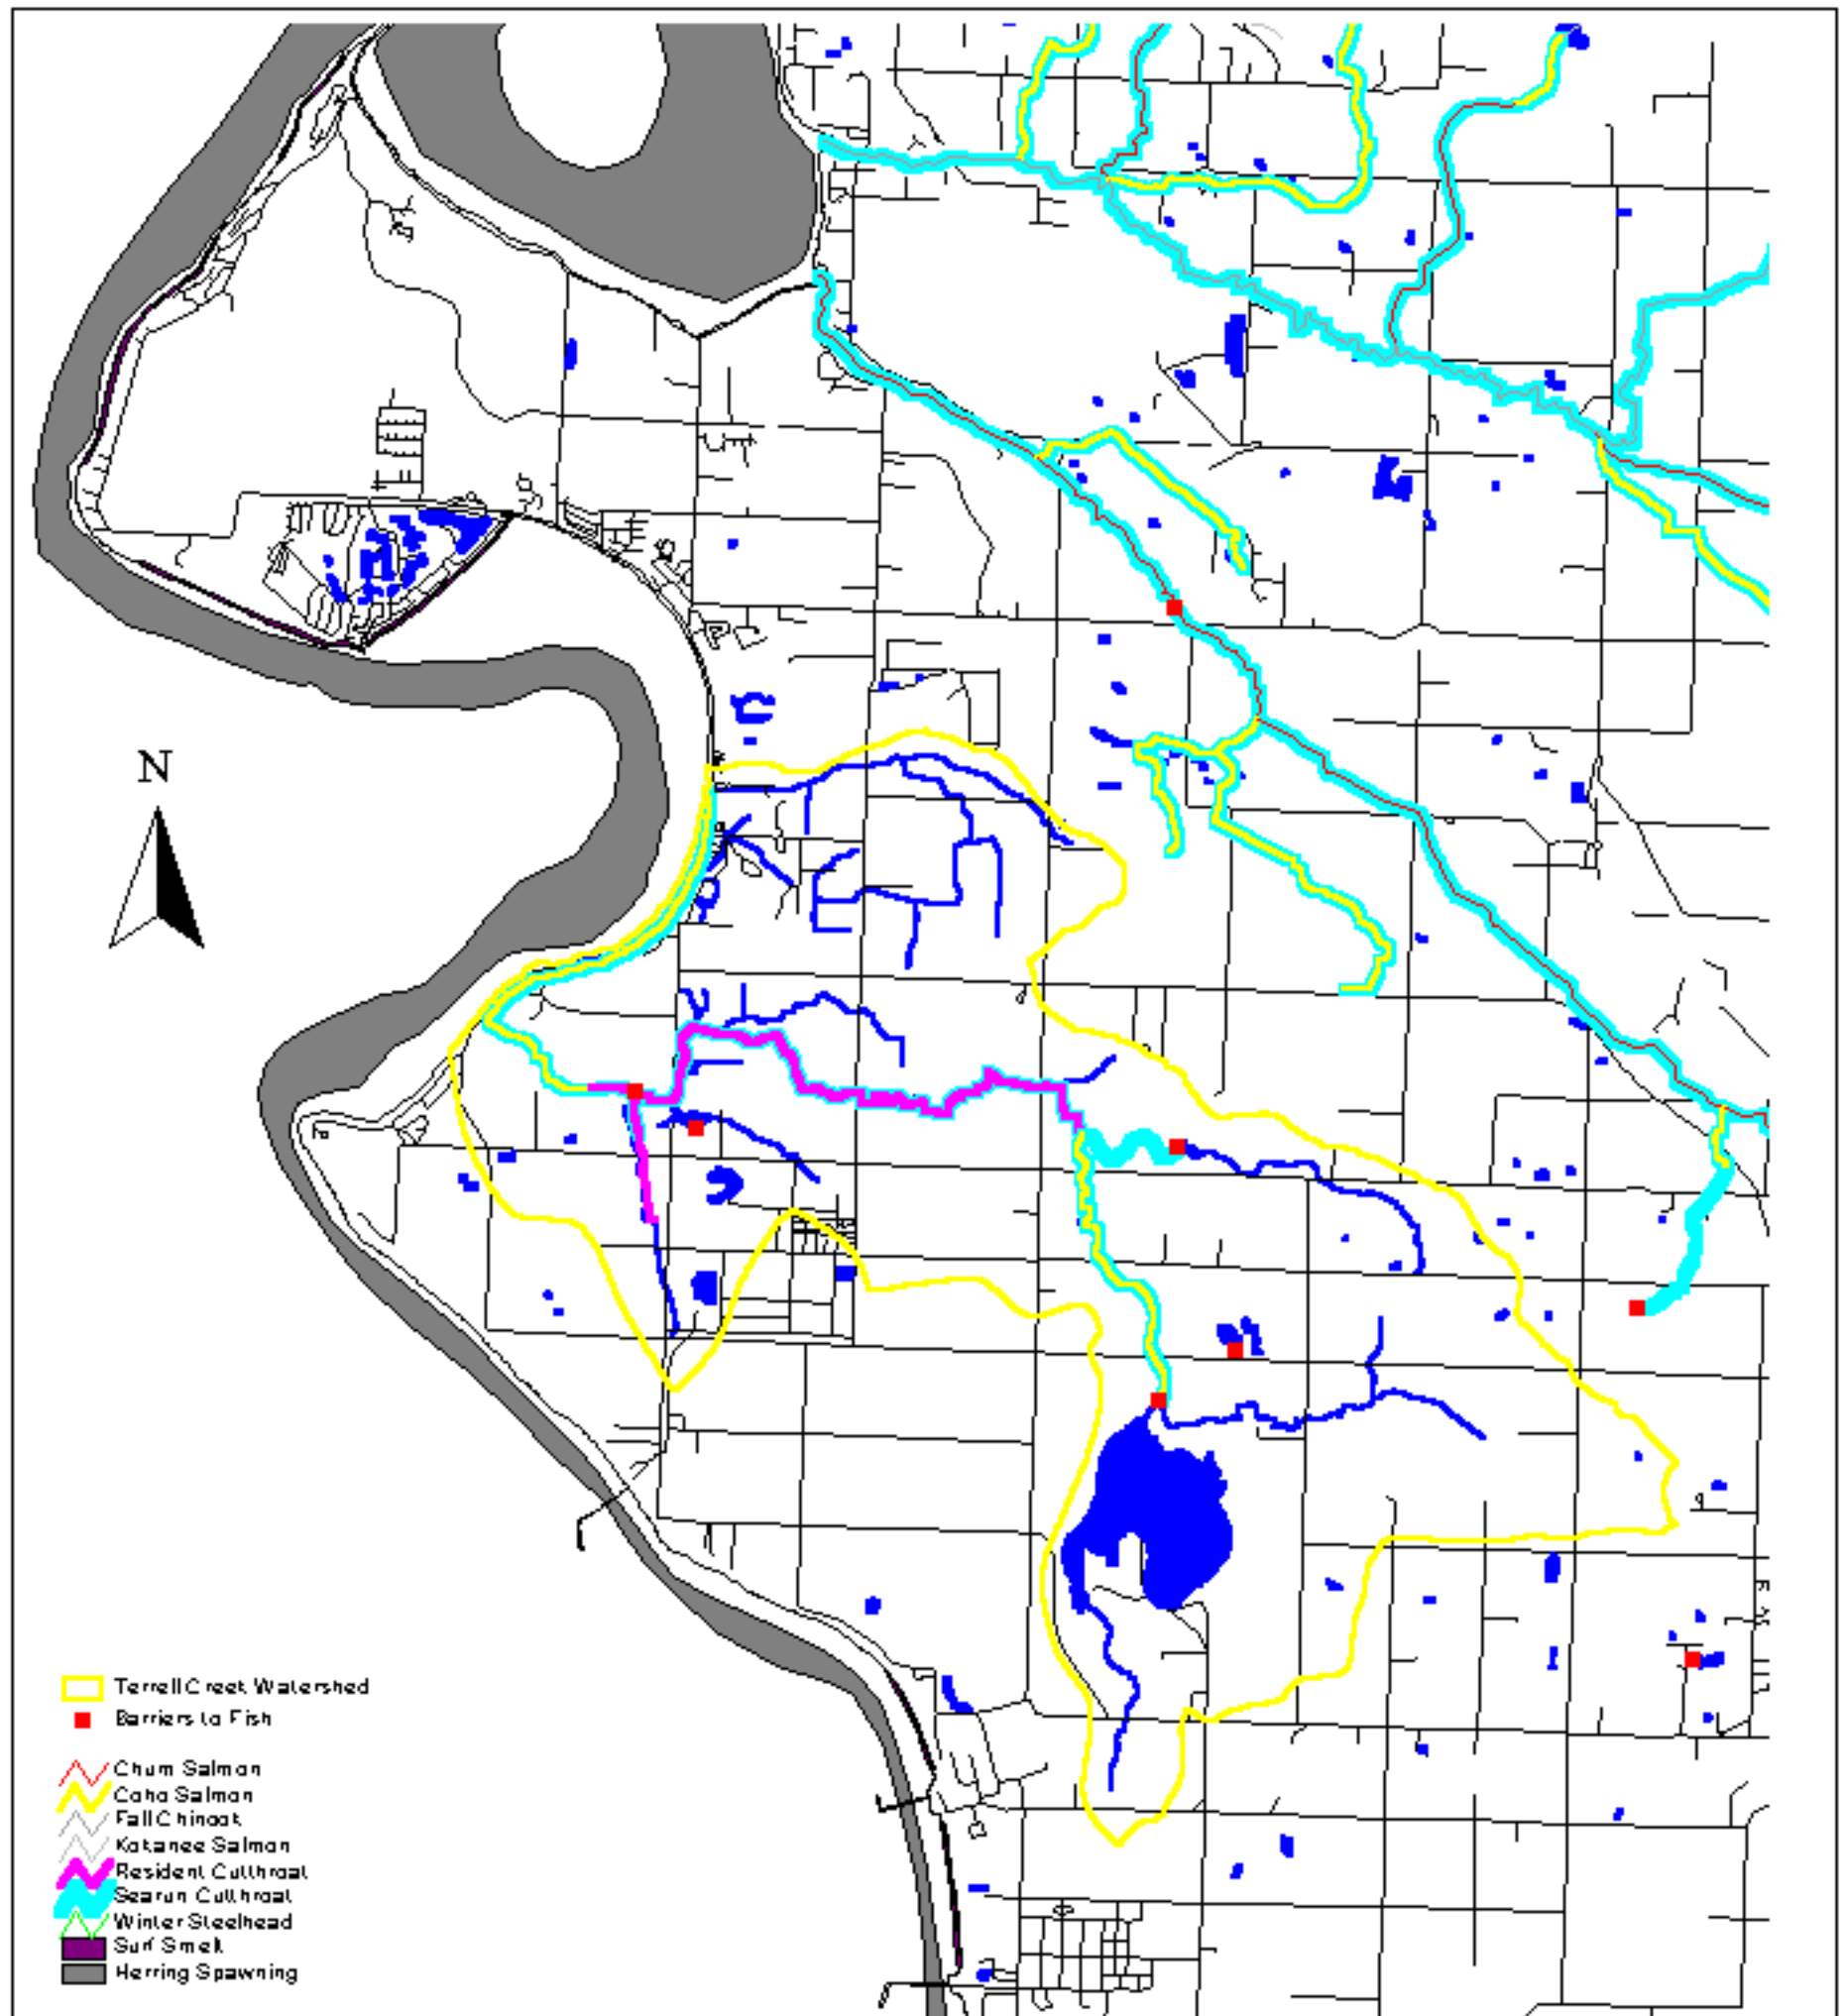 N
Terrell Creek Watershed
Barriers to Fish
Chum Salmon
Coho Salmon
Fall Chinook
Kokanee Salmon
Resident Cutthroat
Searun Cutthroat
Winter Steelhead
Surf Smelt
Herring Spawning